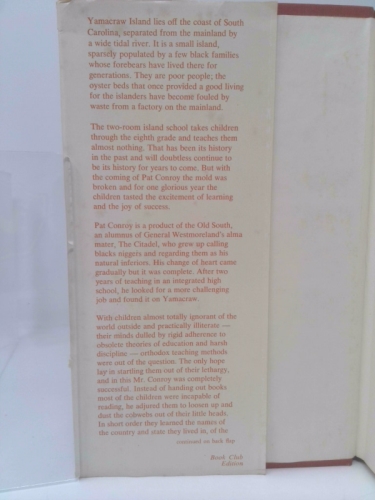 Yamacraw Island lies off the coast of South
Carolina, separated from the mainland by
a wide tidal river. It is a small island,
sparsely populated by a few black families
whose forebears have lived there for
generations. They are poor people; the
oyster beds that once provided a good living
for the islanders have become fouled by
waste from a factory on the mainland.
The two-room island school takes children
through the eighth grade and teaches them
almost nothing. That has been its history
in the past and will doubtless continue to
be its history for years to come. But with
the coming of Pat Conroy the mold was
broken and for one glorious year the
children tasted the excitement of learning
and the joy of success.
Pat Conroy is a product of the Old South,
an alumnus of General Westmoreland's alma
mater, The Citadel, who grew up calling
blacks niggers and regarding them as his
natural inferiors. His change of heart came
gradually but it was complete. After two
years of teaching in an integrated high
school, he looked for a more challenging
job and found it on Yamacraw.
With children almost totally ignorant of the
world outside and practically illiterate —
their minds dulled by rigid adherence to
obsolete theories of education and harsh
discipline — orthodox teaching methods
were out of the question. The only hope
lay in startling them out of their lethargy,
and in this Mr. Conroy was completely
successful. Instead of handing out books
most of the children were incapable of
reading, he adjured them to loosen up and
dust the cobwebs out of their little heads.
In short order they learned the names of
the country and state they lived in, of the
continued on back flap
Book Club
Edition